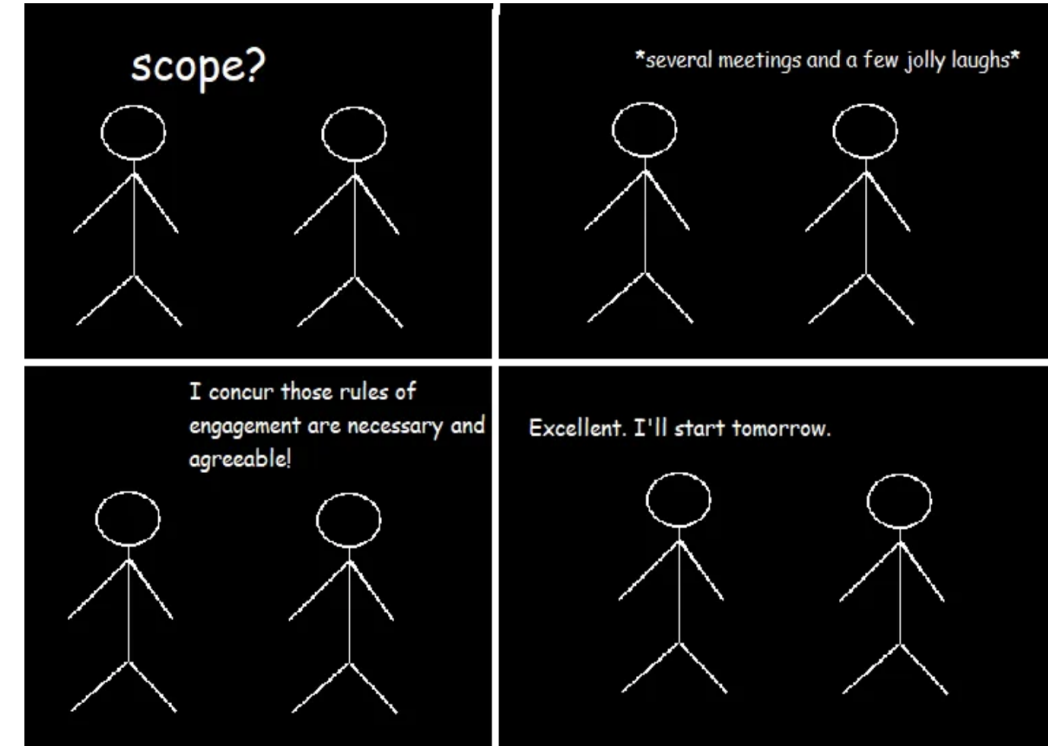 scope?
*several meetings and a few jolly laughs*
I concur those rules of
engagement are necessary and
agreeable!
Excellent. I'll start tomorrow.